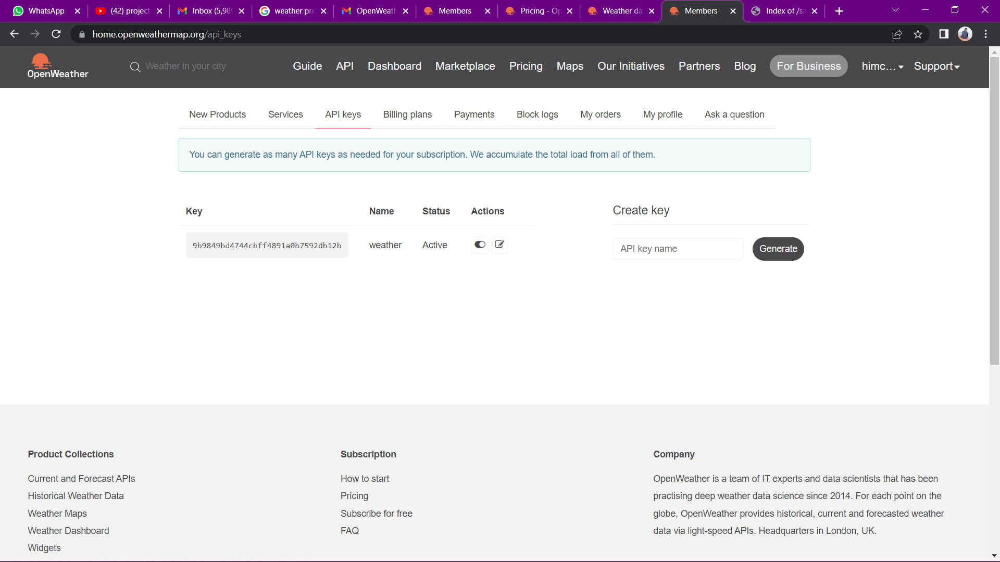 WhatsApp
(42) project
Inbox (5,98
weather pre
OpenWeath
Members
Pricing - Op
Weather da
Members
Index of /sa
home.openweathermap.org/api_keys
OpenWeather
Weather in your city
Guide
API
Dashboard
Marketplace
Pricing
Maps
Our Initiatives
Partners
Blog
For Business
himc...
Support
New Products
Services
API keys
Billing plans
Payments
Block logs
My orders
My profile
Ask a question
You can generate as many API keys as needed for your subscription. We accumulate the total load from all of them.
Key
Name
Status
Actions
9b9849bd4744cbff4891a0b7592db12b
weather
Active
Create key
API key name
Generate
Product Collections
Current and Forecast APIs
Historical Weather Data
Weather Maps
Weather Dashboard
Widgets
Subscription
How to start
Pricing
Subscribe for free
FAQ
Company
OpenWeather is a team of IT experts and data scientists that has been
practising deep weather data science since 2014. For each point on the
globe, OpenWeather provides historical, current and forecasted weather
data via light-speed APIs. Headquarters in London, UK.